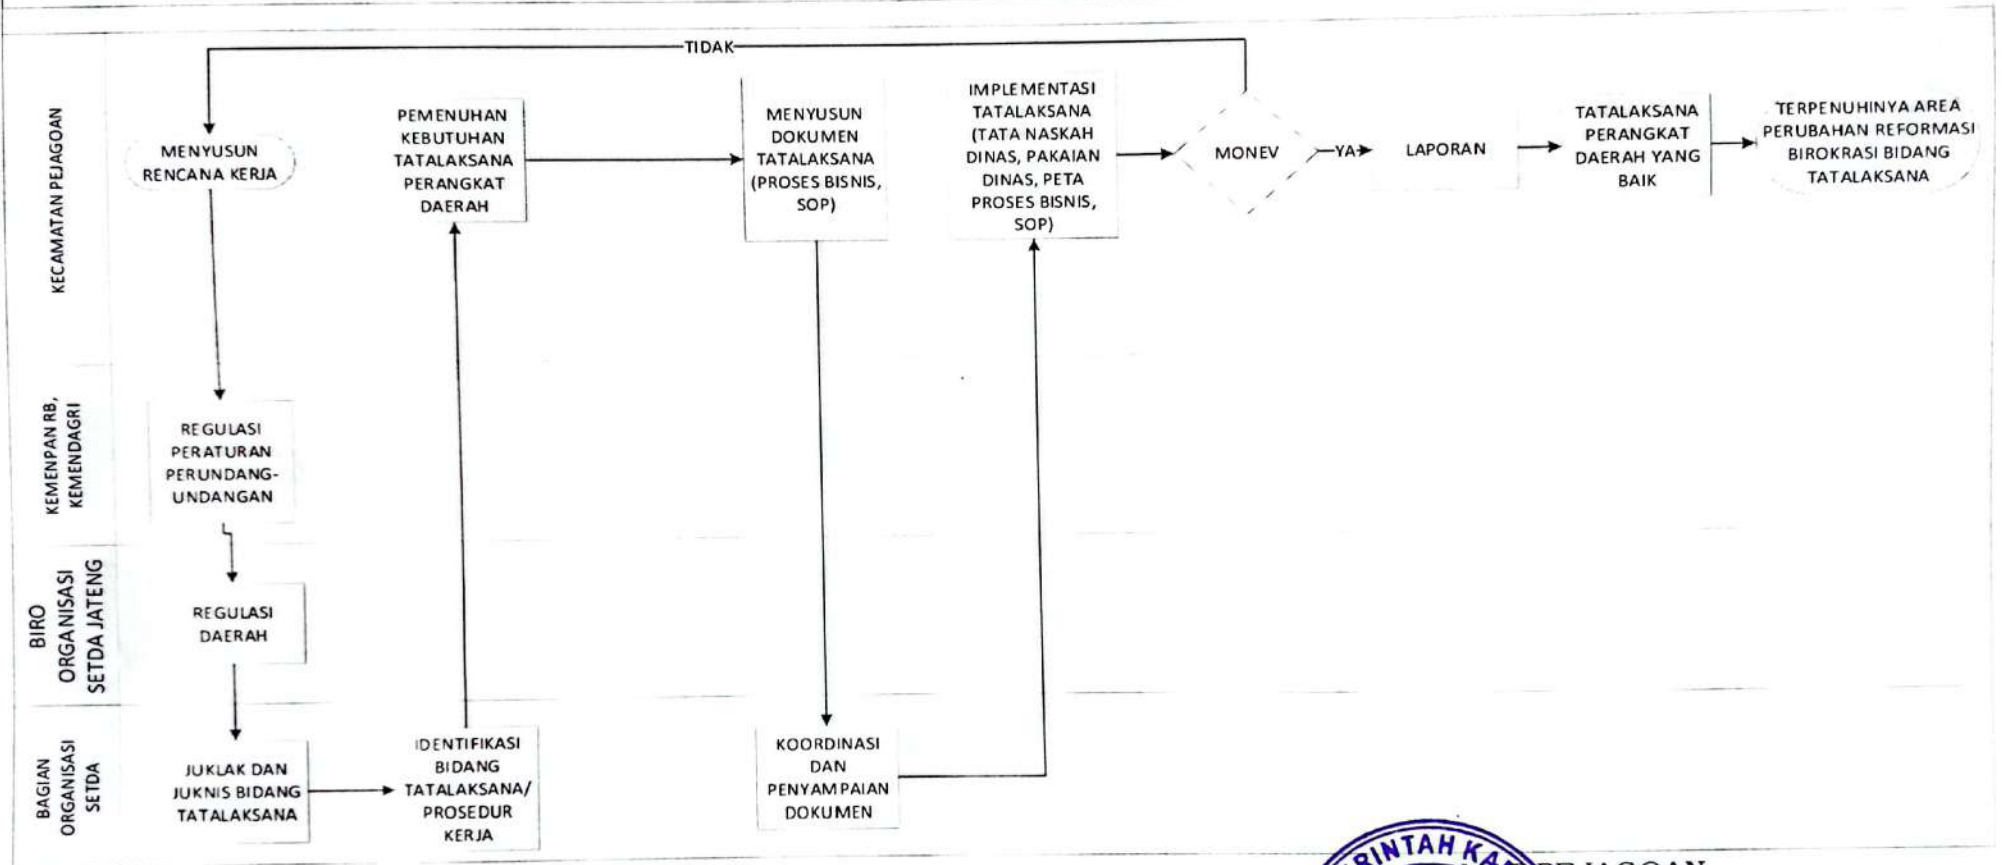 TIDAK
KECAMATAN PEJAGOAN
MENYUSUN
RENCANA KERJA
PEMENUHAN
KEBUTUHAN
TATALAKSANA
PERANGKAT
DAERAH
MENYUSUN
DOKUMEN
TATALAKSANA
(PROSES BISNIS,
SOP)
IMPLEMENTASI
TATALAKSANA
(TATA NASKAH
DINAS, PAKAIAN
DINAS, PETA
PROSES BISNIS,
SOP)
MONEV
YA
LAPORAN
TATALAKSANA
PERANGKAT
DAERAH YANG
BAIK
TERPENUHINYA AREA
PERUBAHAN REFORMASI
BIROKRASI BIDANG
TATALAKSANA
KEMENPAN RB,
KEMENDAGRI
REGULASI
PERATURAN
PERUNDANG-
UNDANGAN
BIRO
ORGANISASI
SETDA JATENG
REGULASI
DAERAH
BAGIAN
ORGANISASI
SETDA
JUKLAK DAN
JUKNIS BIDANG
TATALAKSANA
IDENTIFIKASI
BIDANG
TATALAKSANA/
PROSEDUR
KERJA
KOORDINASI
DAN
PENYAMPAIAN
DOKUMEN